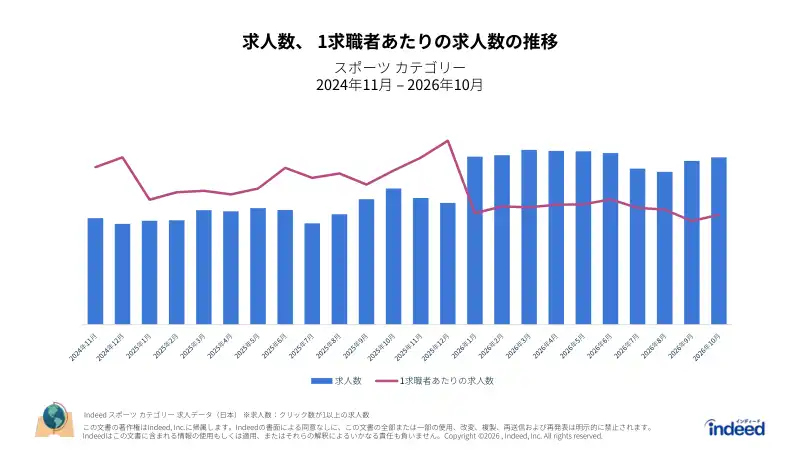 求人数、 1求職者あたりの求人数の推移
スポーツ カテゴリー
2024年11月 – 2026年10月
2024年11月
2024年12月
2025年1月
2025年2月
2025年3月
2025年4月
2025年5月
2025年6月
2025年7月
2025年8月
2025年9月
2025年10月
2025年11月
2025年12月
2026年1月
2026年2月
2026年3月
2026年4月
2026年5月
2026年6月
2026年7月
2026年8月
2026年9月
2026年10月
求人数 1求職者あたりの求人数
Indeed スポーツ カテゴリー 求人データ（日本） ※求人数：クリック数が1以上の求人数
この文書の著作権はIndeed, Inc.に帰属します。Indeedの書面による同意なしに、この文書の全部または一部の使用、改変、複製、再送信および再発表は明示的に禁止されます。
Indeedはこの文書に含まれる情報の使用もしくは適用、またはそれらの解釈によるいかなる責任も負いません。Copyright ©2026 , Indeed, Inc. All rights reserved.
インディード
indeed